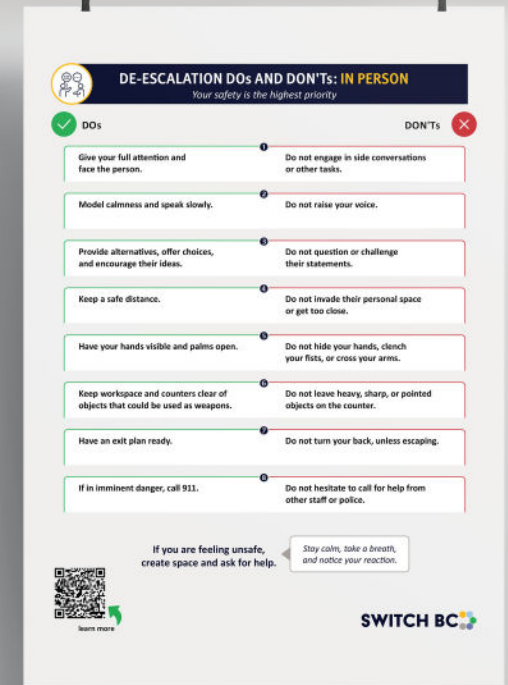 DE-ESCALATION DOs AND DON'Ts: IN PERSON
Your safety is the highest priority
DOs
DON'Ts
1
Give your full attention and
face the person.
Do not engage in side conversations
or other tasks.
2
Model calmness and speak slowly.
Do not raise your voice.
3
Provide alternatives, offer choices,
and encourage their ideas.
Do not question or challenge
their statements.
4
Keep a safe distance.
Do not invade their personal space
or get too close.
5
Have your hands visible and palms open.
Do not hide your hands, clench
your fists, or cross your arms.
6
Keep workspace and counters clear of
objects that could be used as weapons.
Do not leave heavy, sharp, or pointed
objects on the counter.
7
Have an exit plan ready.
Do not turn your back, unless escaping.
8
If in imminent danger, call 911.
Do not hesitate to call for help from
other staff or police.
If you are feeling unsafe,
create space and ask for help.
Stay calm, take a breath,
and notice your reaction.
learn more
SWITCH BC